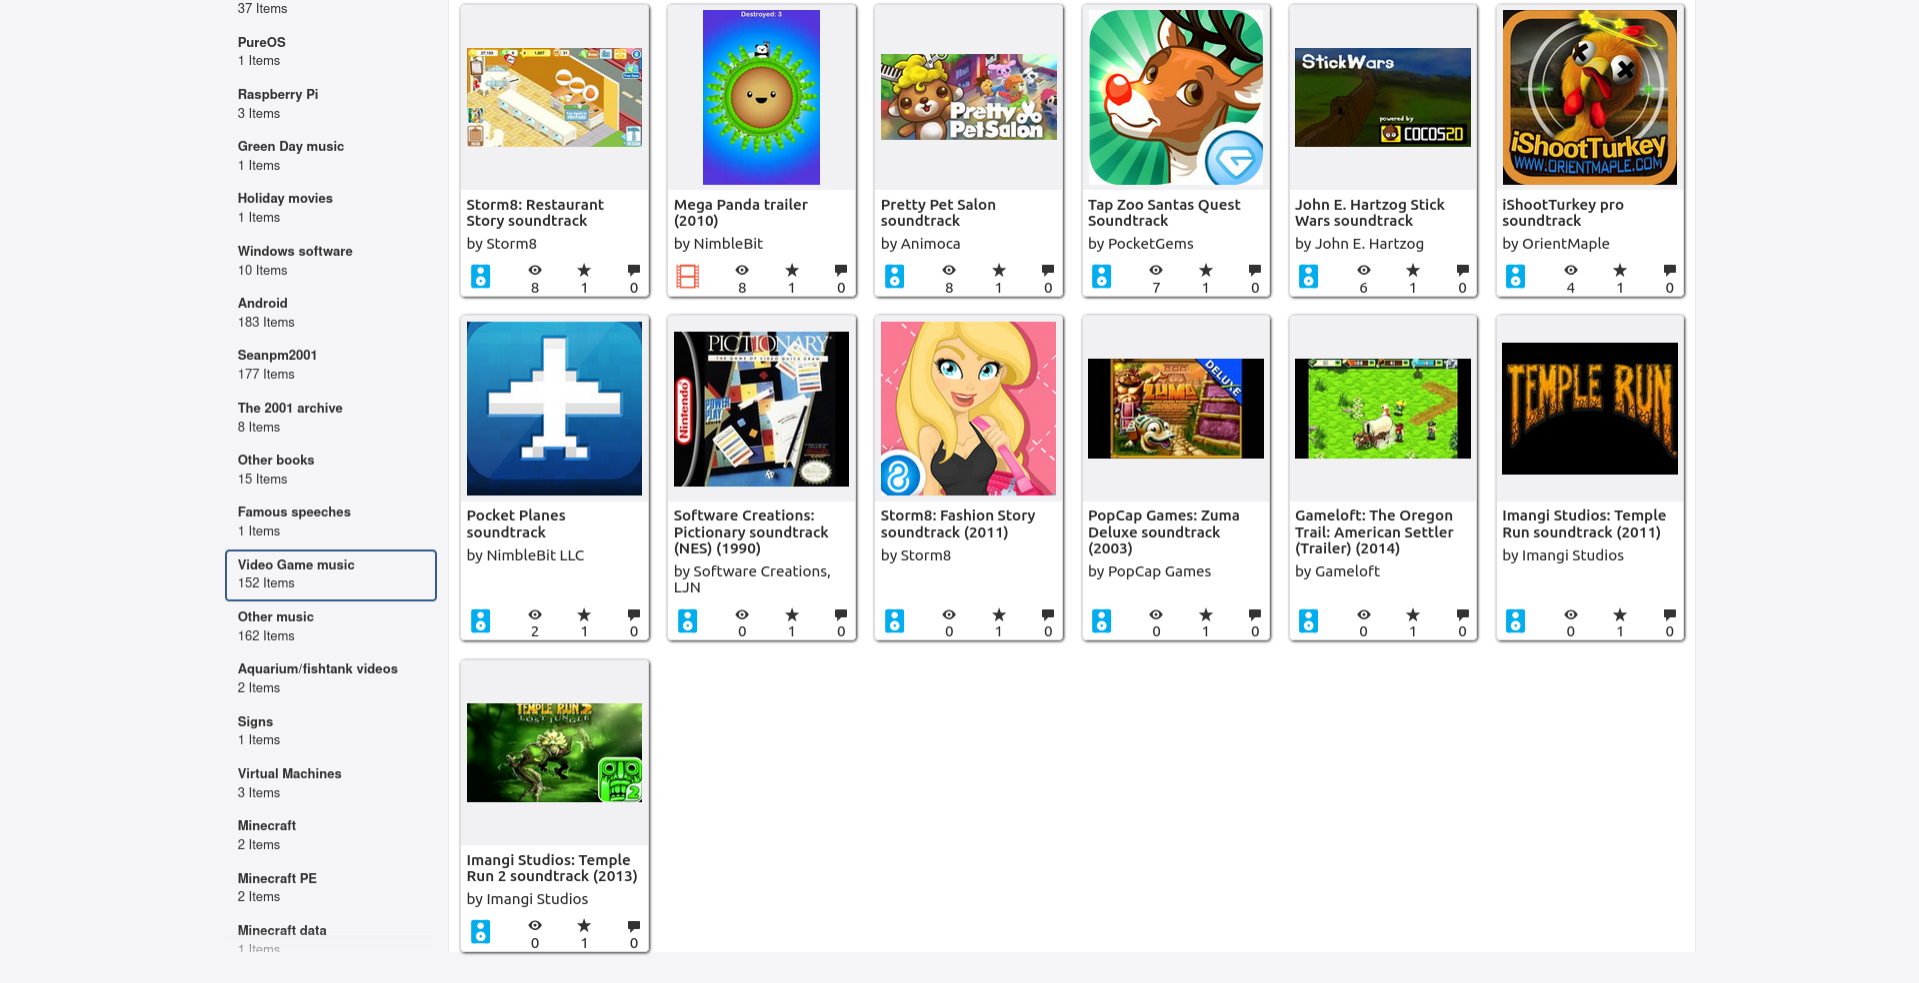 37 Items
PureOS
1 Items
Raspberry Pi
3 Items
Green Day music
1 Items
Holiday movies
1 Items
Windows software
10 Items
Android
183 Items
Seanpm2001
177 Items
The 2001 archive
8 Items
Other books
15 Items
Famous speeches
1 Items
Video Game music
152 Items
Other music
162 Items
Aquarium/fishtank videos
2 Items
Signs
1 Items
Virtual Machines
3 Items
Minecraft
2 Items
Minecraft PE
2 Items
Minecraft data
1 Items
Storm8: Restaurant
Story soundtrack
by Storm8
8 1 0
Destroyed: 3
Mega Panda trailer
(2010)
by NimbleBit
8 1 0
Pretty
Pet Salon
Pretty Pet Salon
soundtrack
by Animoca
8 1 0
Tap Zoo Santas Quest
Soundtrack
by PocketGems
7 1 0
StickWars
powered by
COCOS2D
John E. Hartzog Stick
Wars soundtrack
by John E. Hartzog
6 1 0
iShootTurkey
WWW.ORIENTMAPLE.COM
iShootTurkey pro
soundtrack
by OrientMaple
4 1 0
Pocket Planes
soundtrack
by NimbleBit LLC
2 1 0
PICTIONARY
THE GAME OF VIDEO QUICK DRAW
Nintendo
POWER
PLAY
Software Creations:
Pictionary soundtrack
(NES) (1990)
by Software Creations,
LJN
0 1 0
Storm8: Fashion Story
soundtrack (2011)
by Storm8
0 1 0
DELUXE
ZUMA
PopCap Games: Zuma
Deluxe soundtrack
(2003)
by PopCap Games
0 1 0
Gameloft: The Oregon
Trail: American Settler
(Trailer) (2014)
by Gameloft
0 1 0
TEMPLE RUN
Imangi Studios: Temple
Run soundtrack (2011)
by Imangi Studios
0 1 0
TEMPLE RUN 2
LOST JUNGLE
2
Imangi Studios: Temple
Run 2 soundtrack (2013)
by Imangi Studios
0 1 0